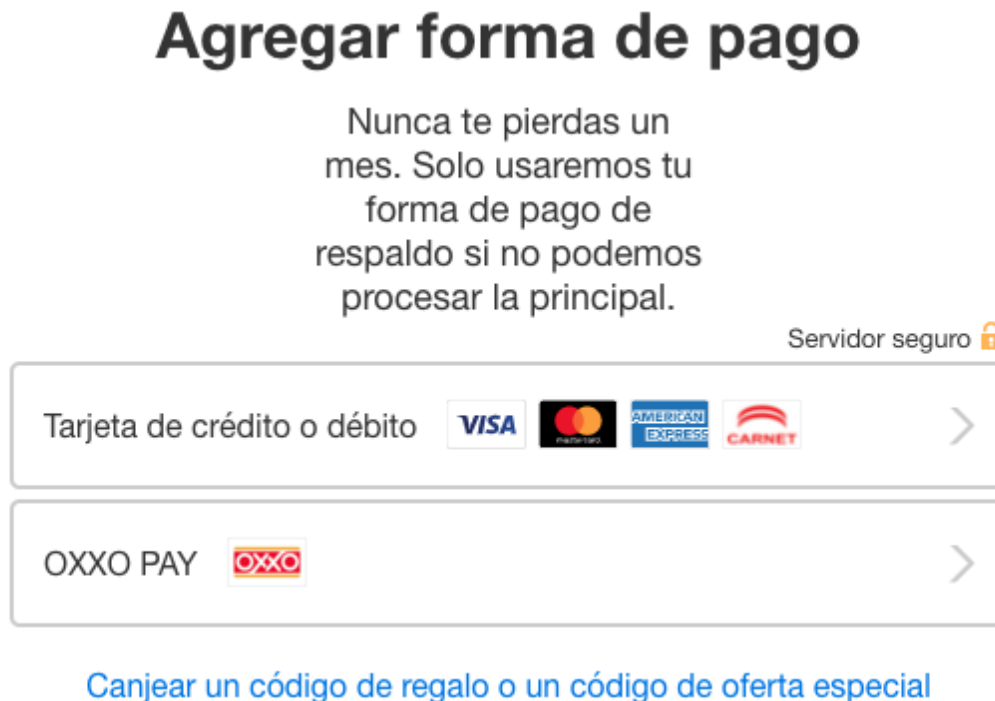 Agregar forma de pago
Nunca te pierdas un
mes. Solo usaremos tu
forma de pago de
respaldo si no podemos
procesar la principal.
Servidor seguro
Tarjeta de crédito o débito VISA mastercard AMERICAN EXPRESS CARNET
OXXO PAY OXXO
Canjear un código de regalo o un código de oferta especial